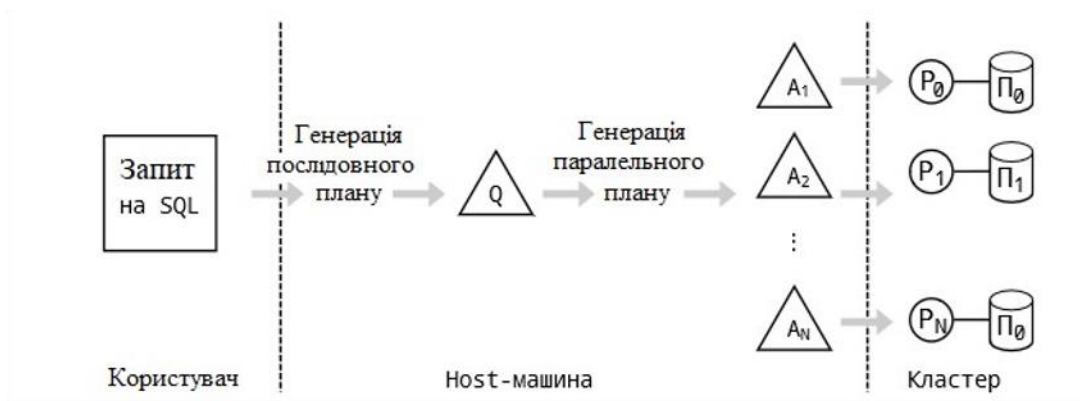 Запит
на SQL
Генерація
послідовного
плану
Q
Генерація
паралельного
плану
A₁
P₀
П₀
A₂
P₁
П₁
⋮
Aₙ
Pₙ
П₀
Користувач
Host-машина
Кластер